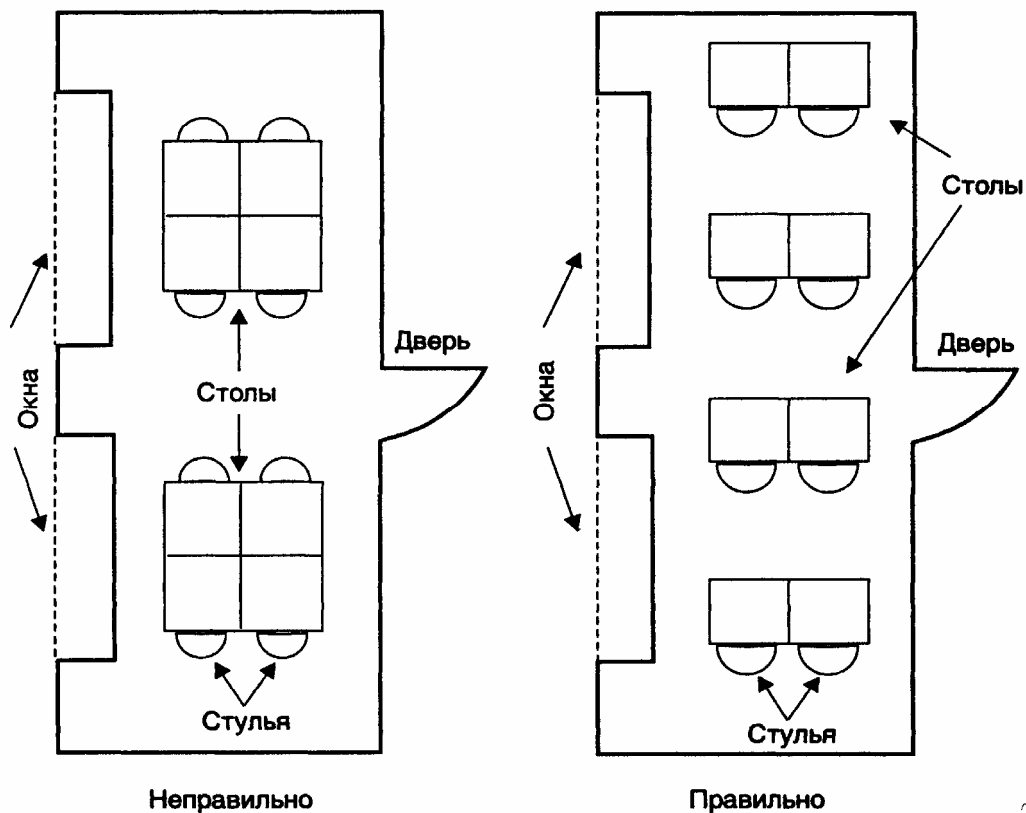 Столы
Дверь
Дверь
Окна
Столы
Окна
Стулья
Стулья
Неправильно
Правильно